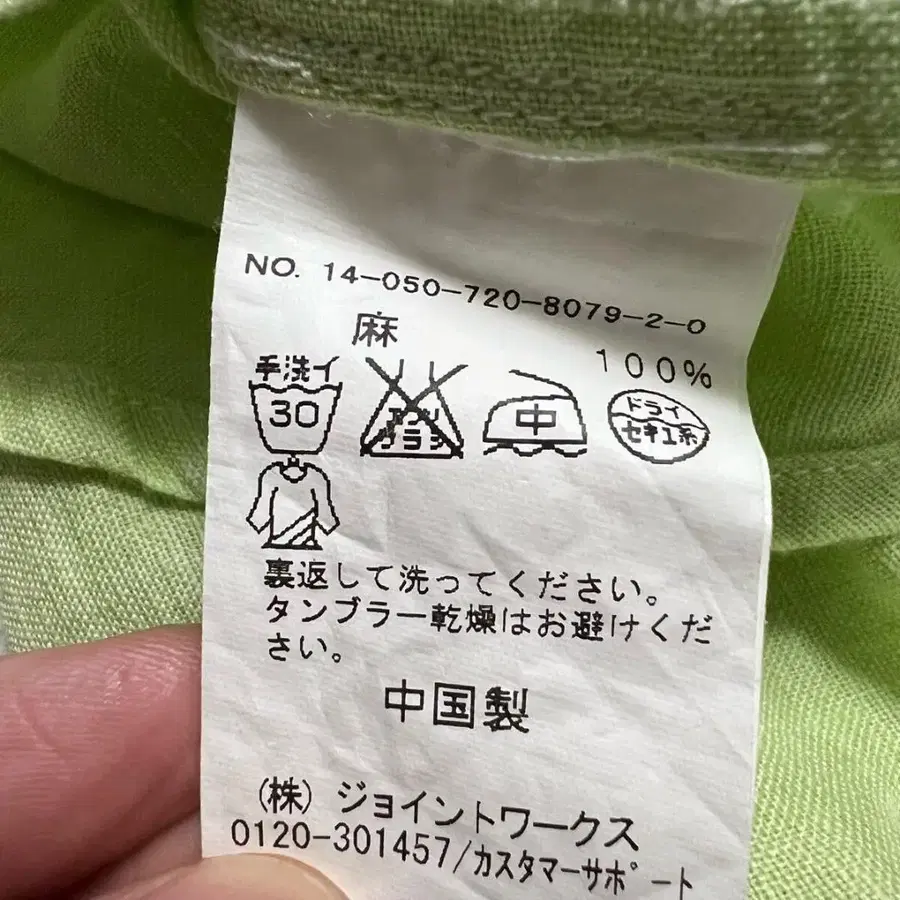 NO. 14-050-720-8079-2-0
麻
100%
手洗イ
30
エンソ
サラシ
中
ドライ
セキユ系
裏返して洗ってください。
タンブラー乾燥はお避けくだ
さい。
中国製
(株) ジョイントワークス
0120-301457/カスタマーサポート